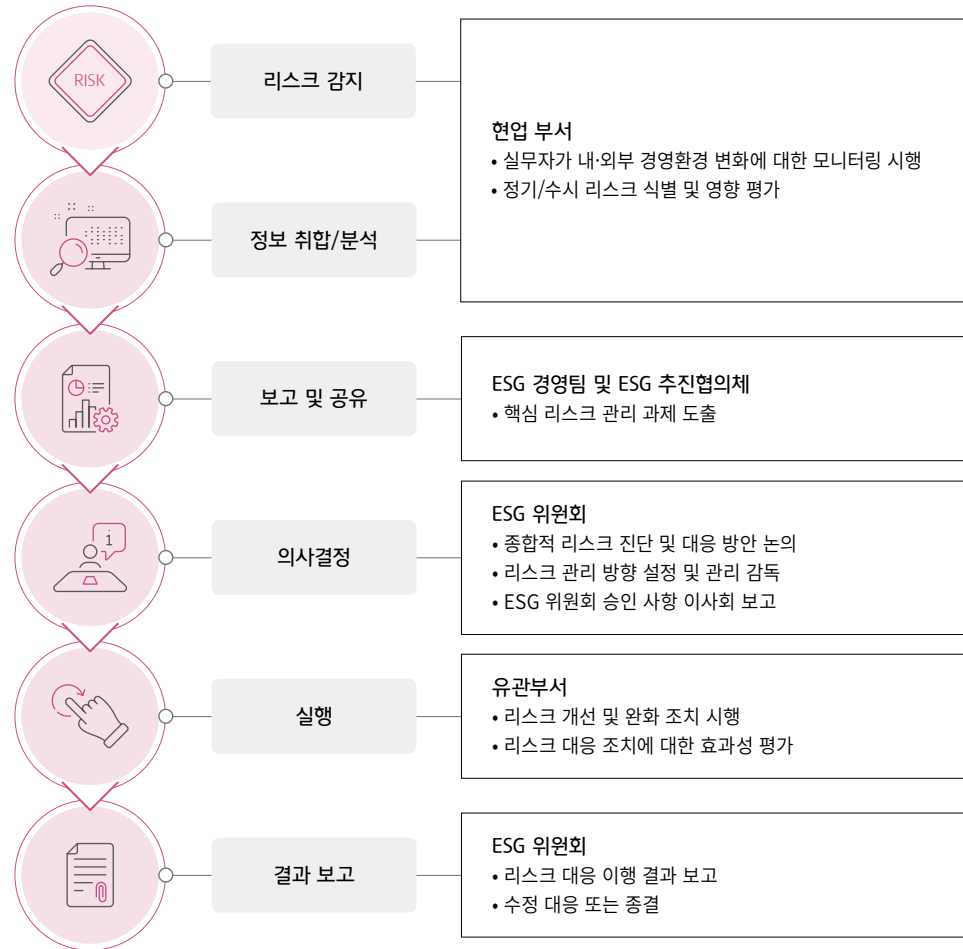 RISK
리스크 감지
정보 취합/분석
현업 부서
• 실무자가 내·외부 경영환경 변화에 대한 모니터링 시행
• 정기/수시 리스크 식별 및 영향 평가
보고 및 공유
ESG 경영팀 및 ESG 추진협의체
• 핵심 리스크 관리 과제 도출
i
의사결정
ESG 위원회
• 종합적 리스크 진단 및 대응 방안 논의
• 리스크 관리 방향 설정 및 관리 감독
• ESG 위원회 승인 사항 이사회 보고
실행
유관부서
• 리스크 개선 및 완화 조치 시행
• 리스크 대응 조치에 대한 효과성 평가
결과 보고
ESG 위원회
• 리스크 대응 이행 결과 보고
• 수정 대응 또는 종결